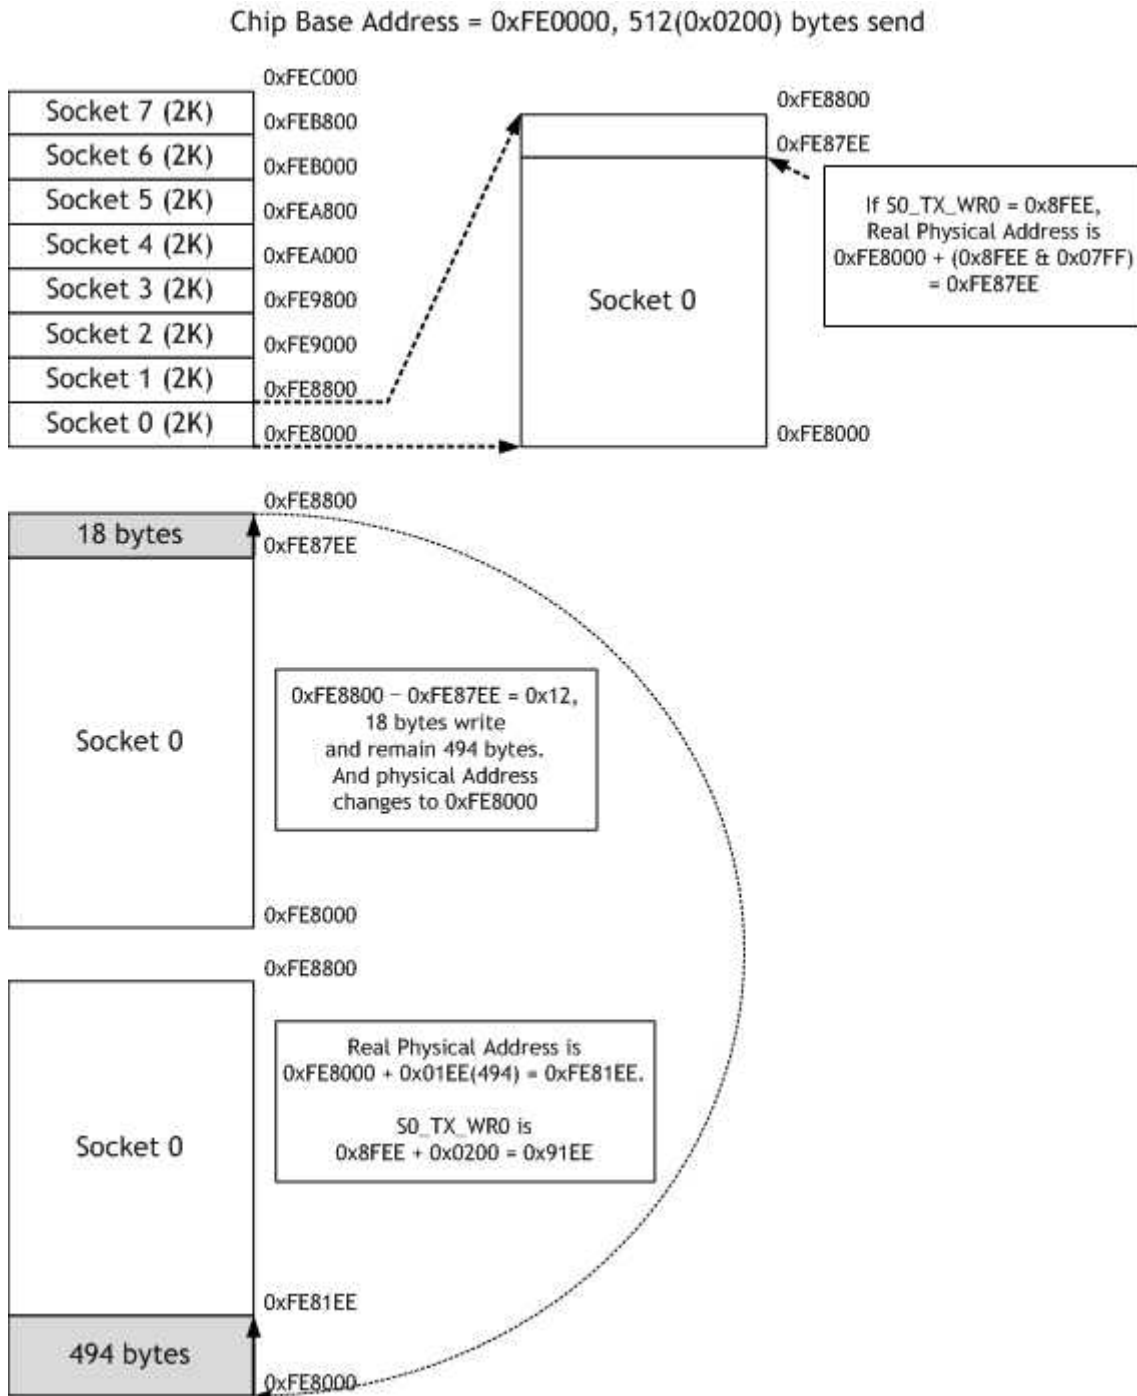 Chip Base Address = 0xFE0000, 512(0x0200) bytes send
0xFEC000
Socket 7 (2K)
0xFEB800
Socket 6 (2K)
0xFEB000
Socket 5 (2K)
0xFEA800
Socket 4 (2K)
0xFEA000
Socket 3 (2K)
0xFE9800
Socket 2 (2K)
0xFE9000
Socket 1 (2K)
0xFE8800
Socket 0 (2K)
0xFE8000
0xFE8800
0xFE87EE
Socket 0
0xFE8000
If S0_TX_WR0 = 0x8FEE,
Real Physical Address is
0xFE8000 + (0x8FEE & 0x07FF)
= 0xFE87EE
0xFE8800
18 bytes
0xFE87EE
Socket 0
0xFE8800 – 0xFE87EE = 0x12,
18 bytes write
and remain 494 bytes.
And physical Address
changes to 0xFE8000
0xFE8000
0xFE8800
Socket 0
Real Physical Address is
0xFE8000 + 0x01EE(494) = 0xFE81EE.
S0_TX_WR0 is
0x8FEE + 0x0200 = 0x91EE
0xFE81EE
494 bytes
0xFE8000